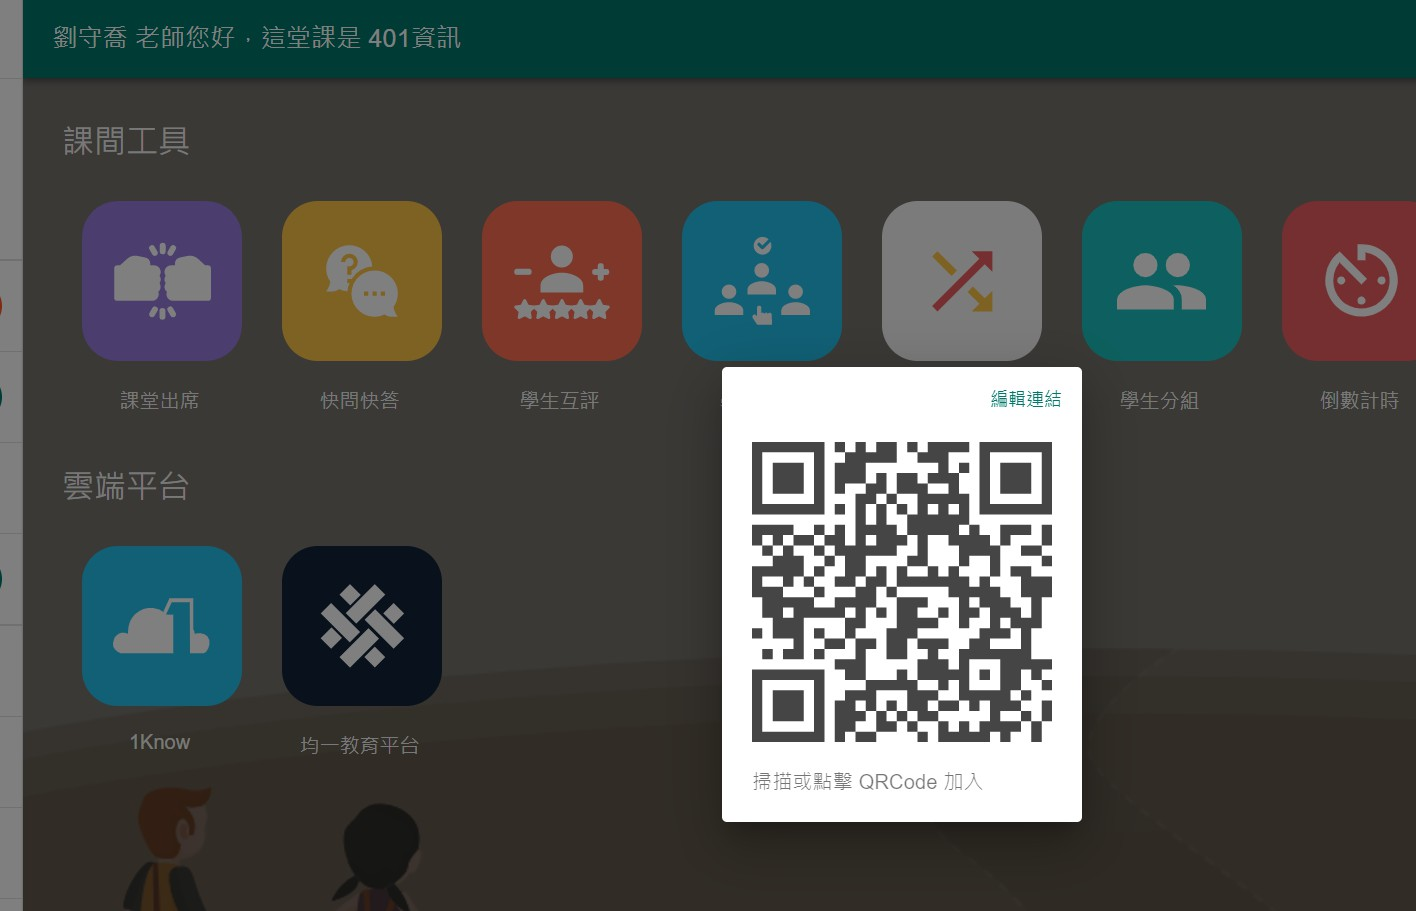 劉守喬 老師您好，這堂課是 401資訊
課間工具
課堂出席
快問快答
學生互評
學生分組
倒數計時
編輯連結
雲端平台
1Know
均一教育平台
掃描或點擊 QRCode 加入